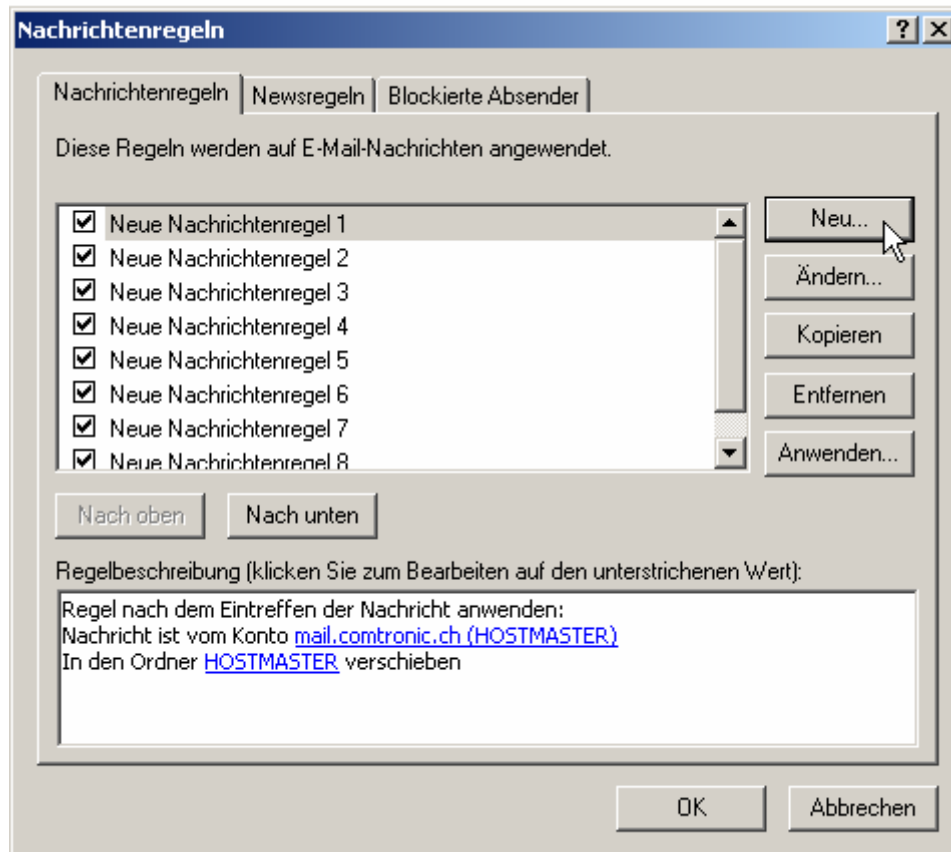 Nachrichtenregeln
Nachrichtenregeln
Newsregeln
Blockierte Absender
Diese Regeln werden auf E-Mail-Nachrichten angewendet.
Neue Nachrichtenregel 1
Neue Nachrichtenregel 2
Neue Nachrichtenregel 3
Neue Nachrichtenregel 4
Neue Nachrichtenregel 5
Neue Nachrichtenregel 6
Neue Nachrichtenregel 7
Neue Nachrichtenregel 8
Neu...
Ändern...
Kopieren
Entfernen
Anwenden...
Nach oben
Nach unten
Regelbeschreibung (klicken Sie zum Bearbeiten auf den unterstrichenen Wert):
Regel nach dem Eintreffen der Nachricht anwenden:
Nachricht ist vom Konto mail.comtronic.ch (HOSTMASTER)
In den Ordner HOSTMASTER verschieben
OK
Abbrechen